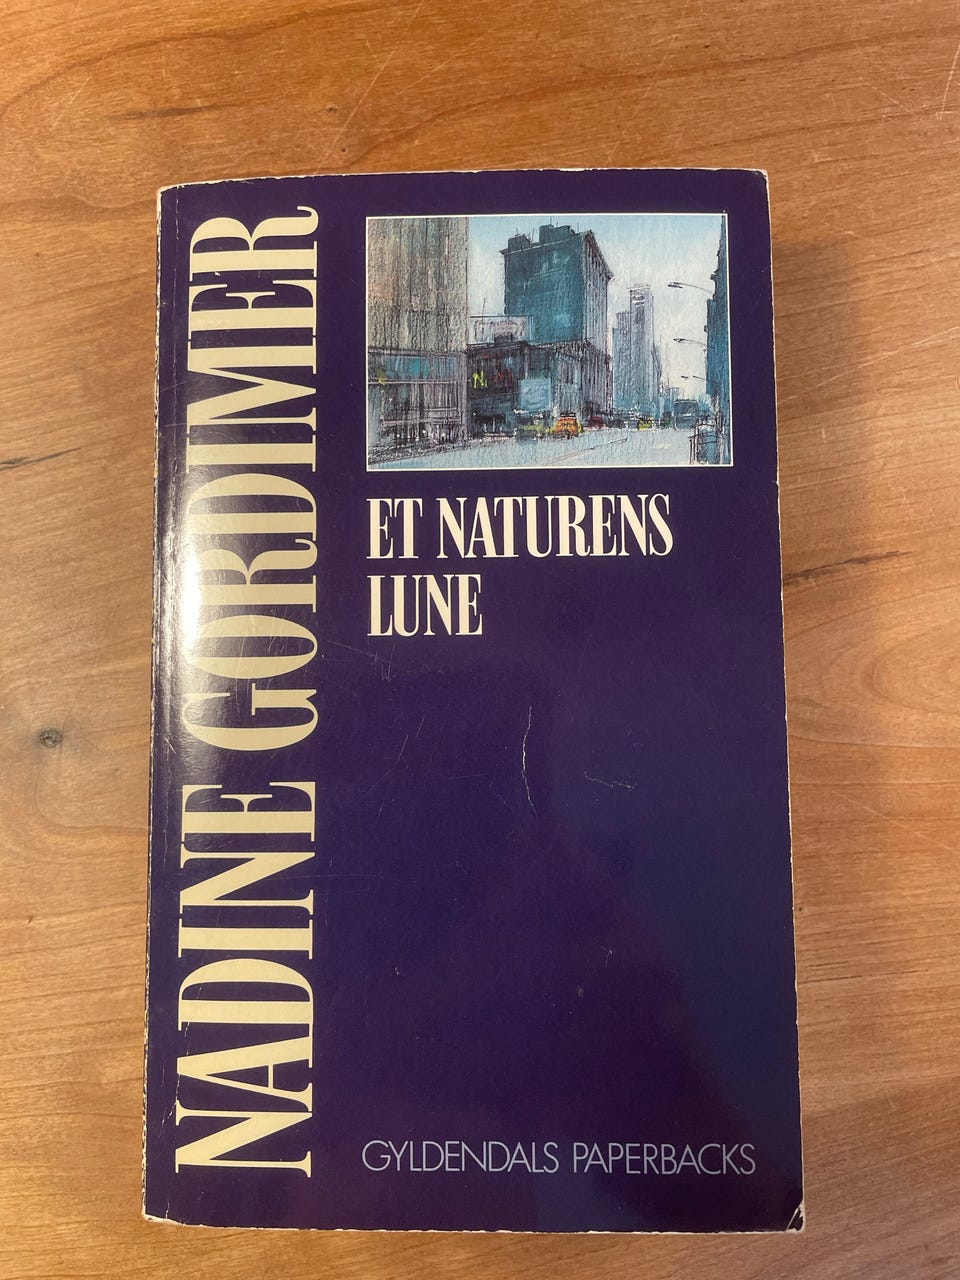 NADINE GORDIMER
ET NATURENS
LUNE
GYLDENDALS PAPERBACKS